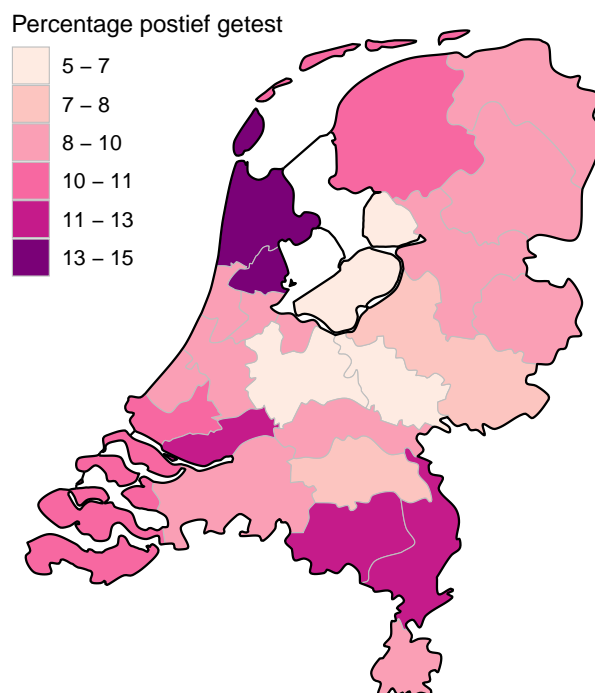 Percentage postief getest
5 – 7
7 – 8
8 – 10
10 – 11
11 – 13
13 – 15